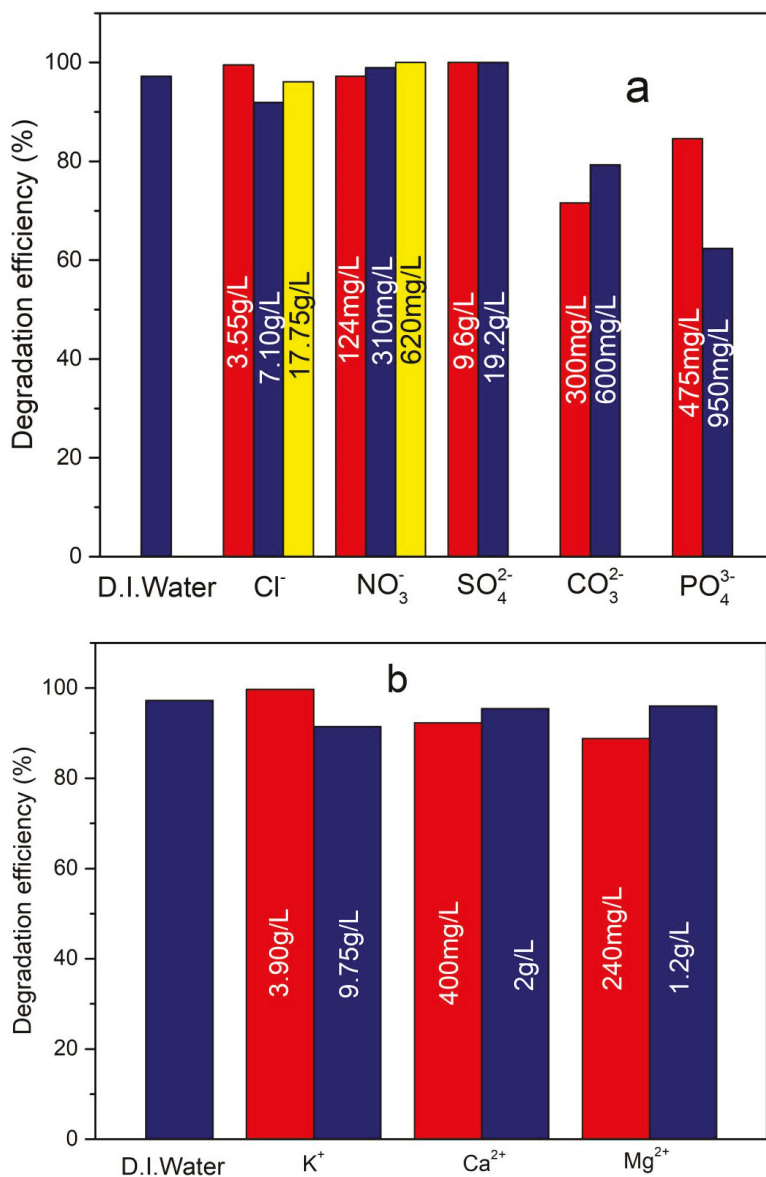 a
Degradation efficiency (%)
100
80
60
40
20
0
3.55g/L
7.10g/L
17.75g/L
124mg/L
310mg/L
620mg/L
9.6g/L
19.2g/L
300mg/L
600mg/L
475mg/L
950mg/L
D.I.Water Cl⁻ NO₃⁻ SO₄²⁻ CO₃²⁻ PO₄³⁻
b
Degradation efficiency (%)
100
80
60
40
20
0
3.90g/L
9.75g/L
400mg/L
2g/L
240mg/L
1.2g/L
D.I.Water K⁺ Ca²⁺ Mg²⁺